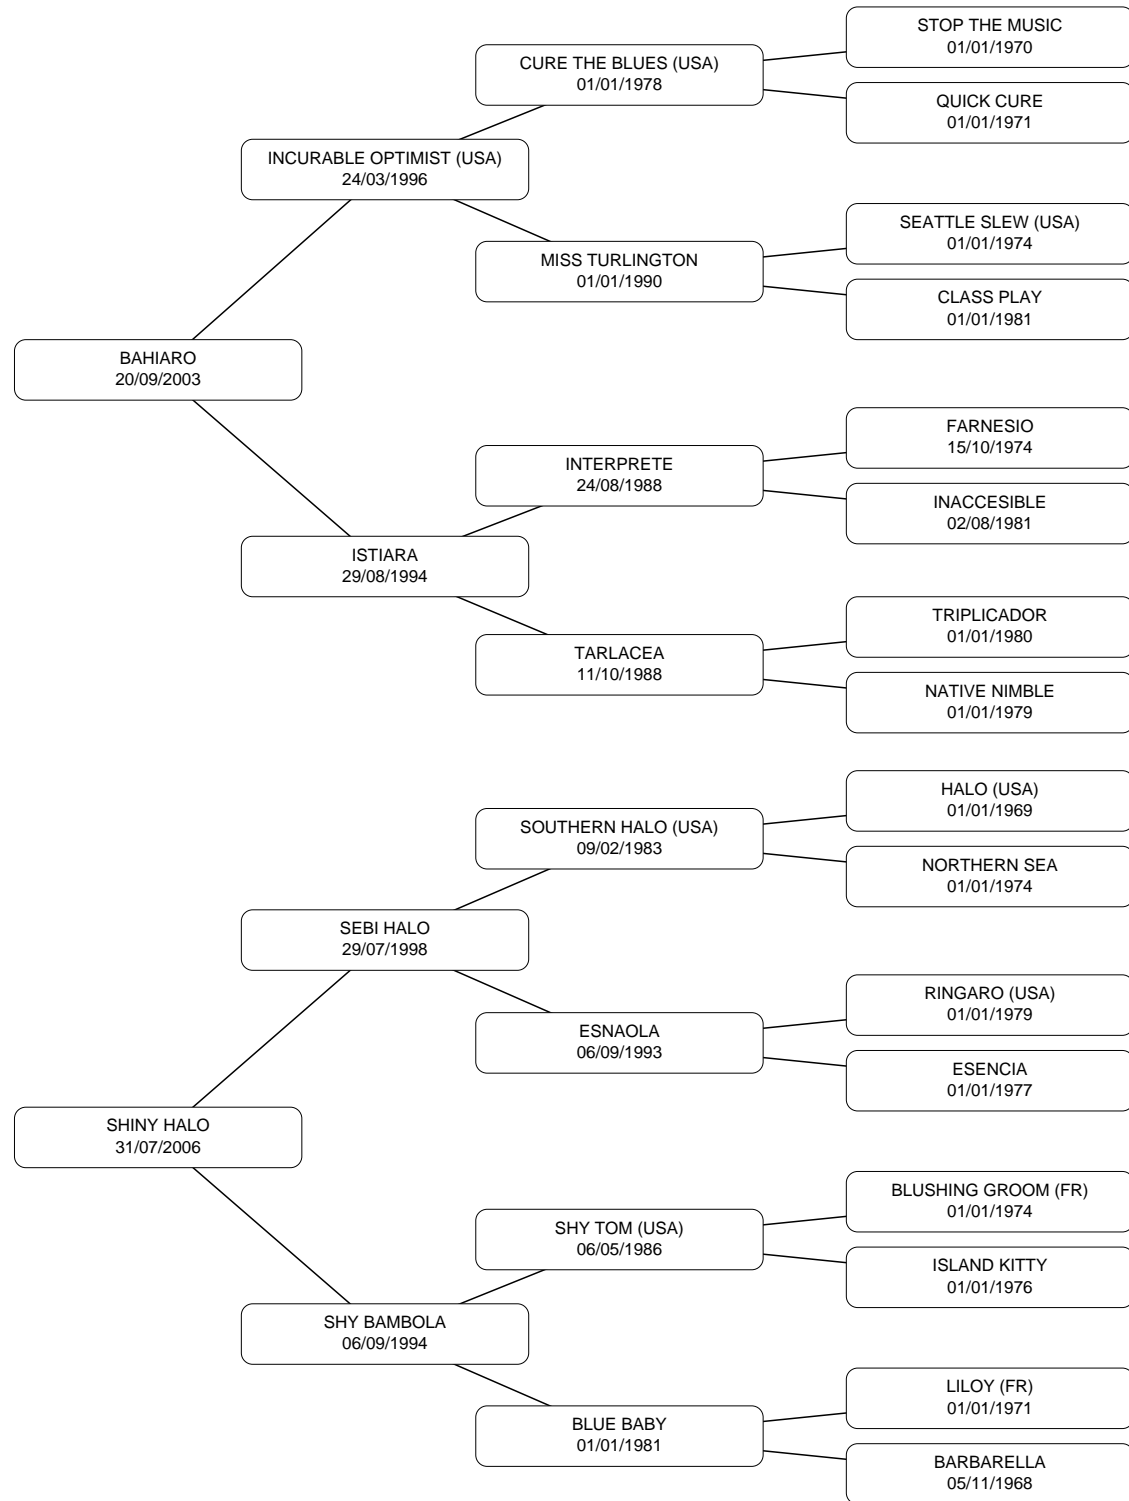 STOP THE MUSIC
01/01/1970
CURE THE BLUES (USA)
01/01/1978
QUICK CURE
01/01/1971
INCURABLE OPTIMIST (USA)
24/03/1996
SEATTLE SLEW (USA)
01/01/1974
MISS TURLINGTON
01/01/1990
CLASS PLAY
01/01/1981
BAHIARO
20/09/2003
FARNESIO
15/10/1974
INTERPRETE
24/08/1988
INACCESIBLE
02/08/1981
ISTIARA
29/08/1994
TRIPLICADOR
01/01/1980
TARLACEA
11/10/1988
NATIVE NIMBLE
01/01/1979
HALO (USA)
01/01/1969
SOUTHERN HALO (USA)
09/02/1983
NORTHERN SEA
01/01/1974
SEBI HALO
29/07/1998
RINGARO (USA)
01/01/1979
ESNAOLA
06/09/1993
ESENCIA
01/01/1977
SHINY HALO
31/07/2006
BLUSHING GROOM (FR)
01/01/1974
SHY TOM (USA)
06/05/1986
ISLAND KITTY
01/01/1976
SHY BAMBOLA
06/09/1994
LILOY (FR)
01/01/1971
BLUE BABY
01/01/1981
BARBARELLA
05/11/1968